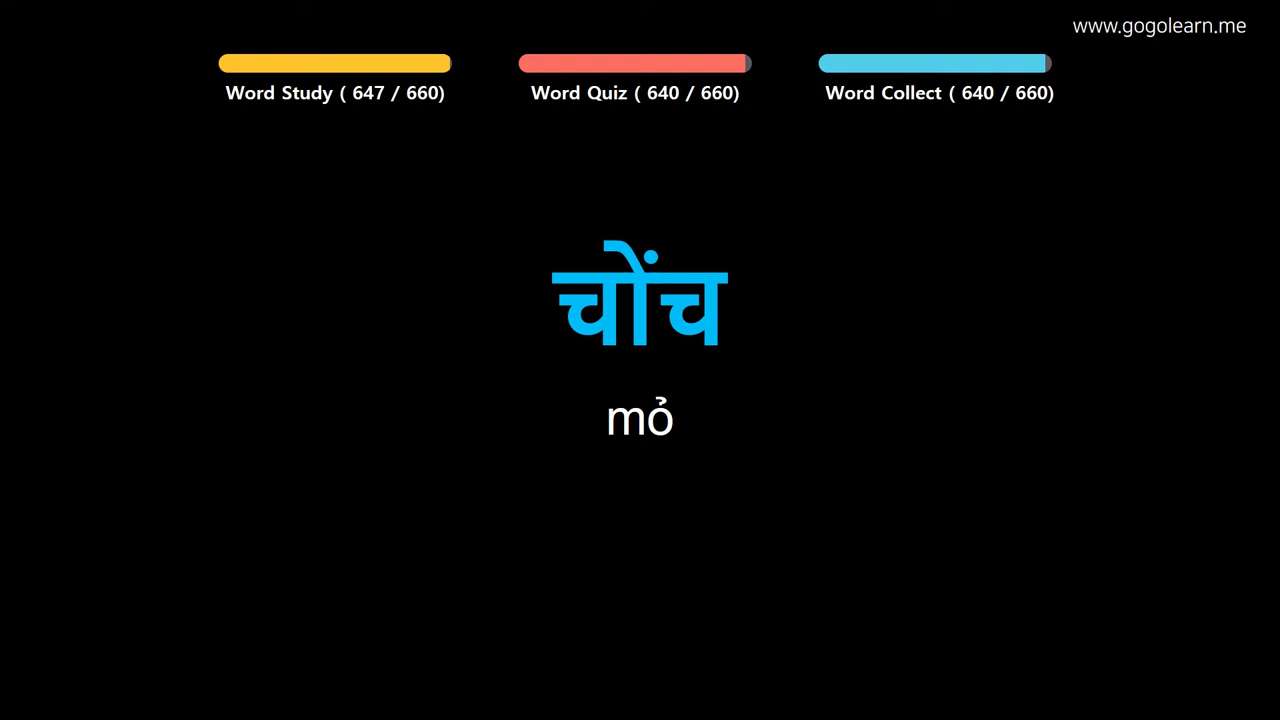 www.gogolearn.me
Word Study ( 647 / 660)
Word Quiz ( 640 / 660)
Word Collect ( 640 / 660)
चोंच
mỏ